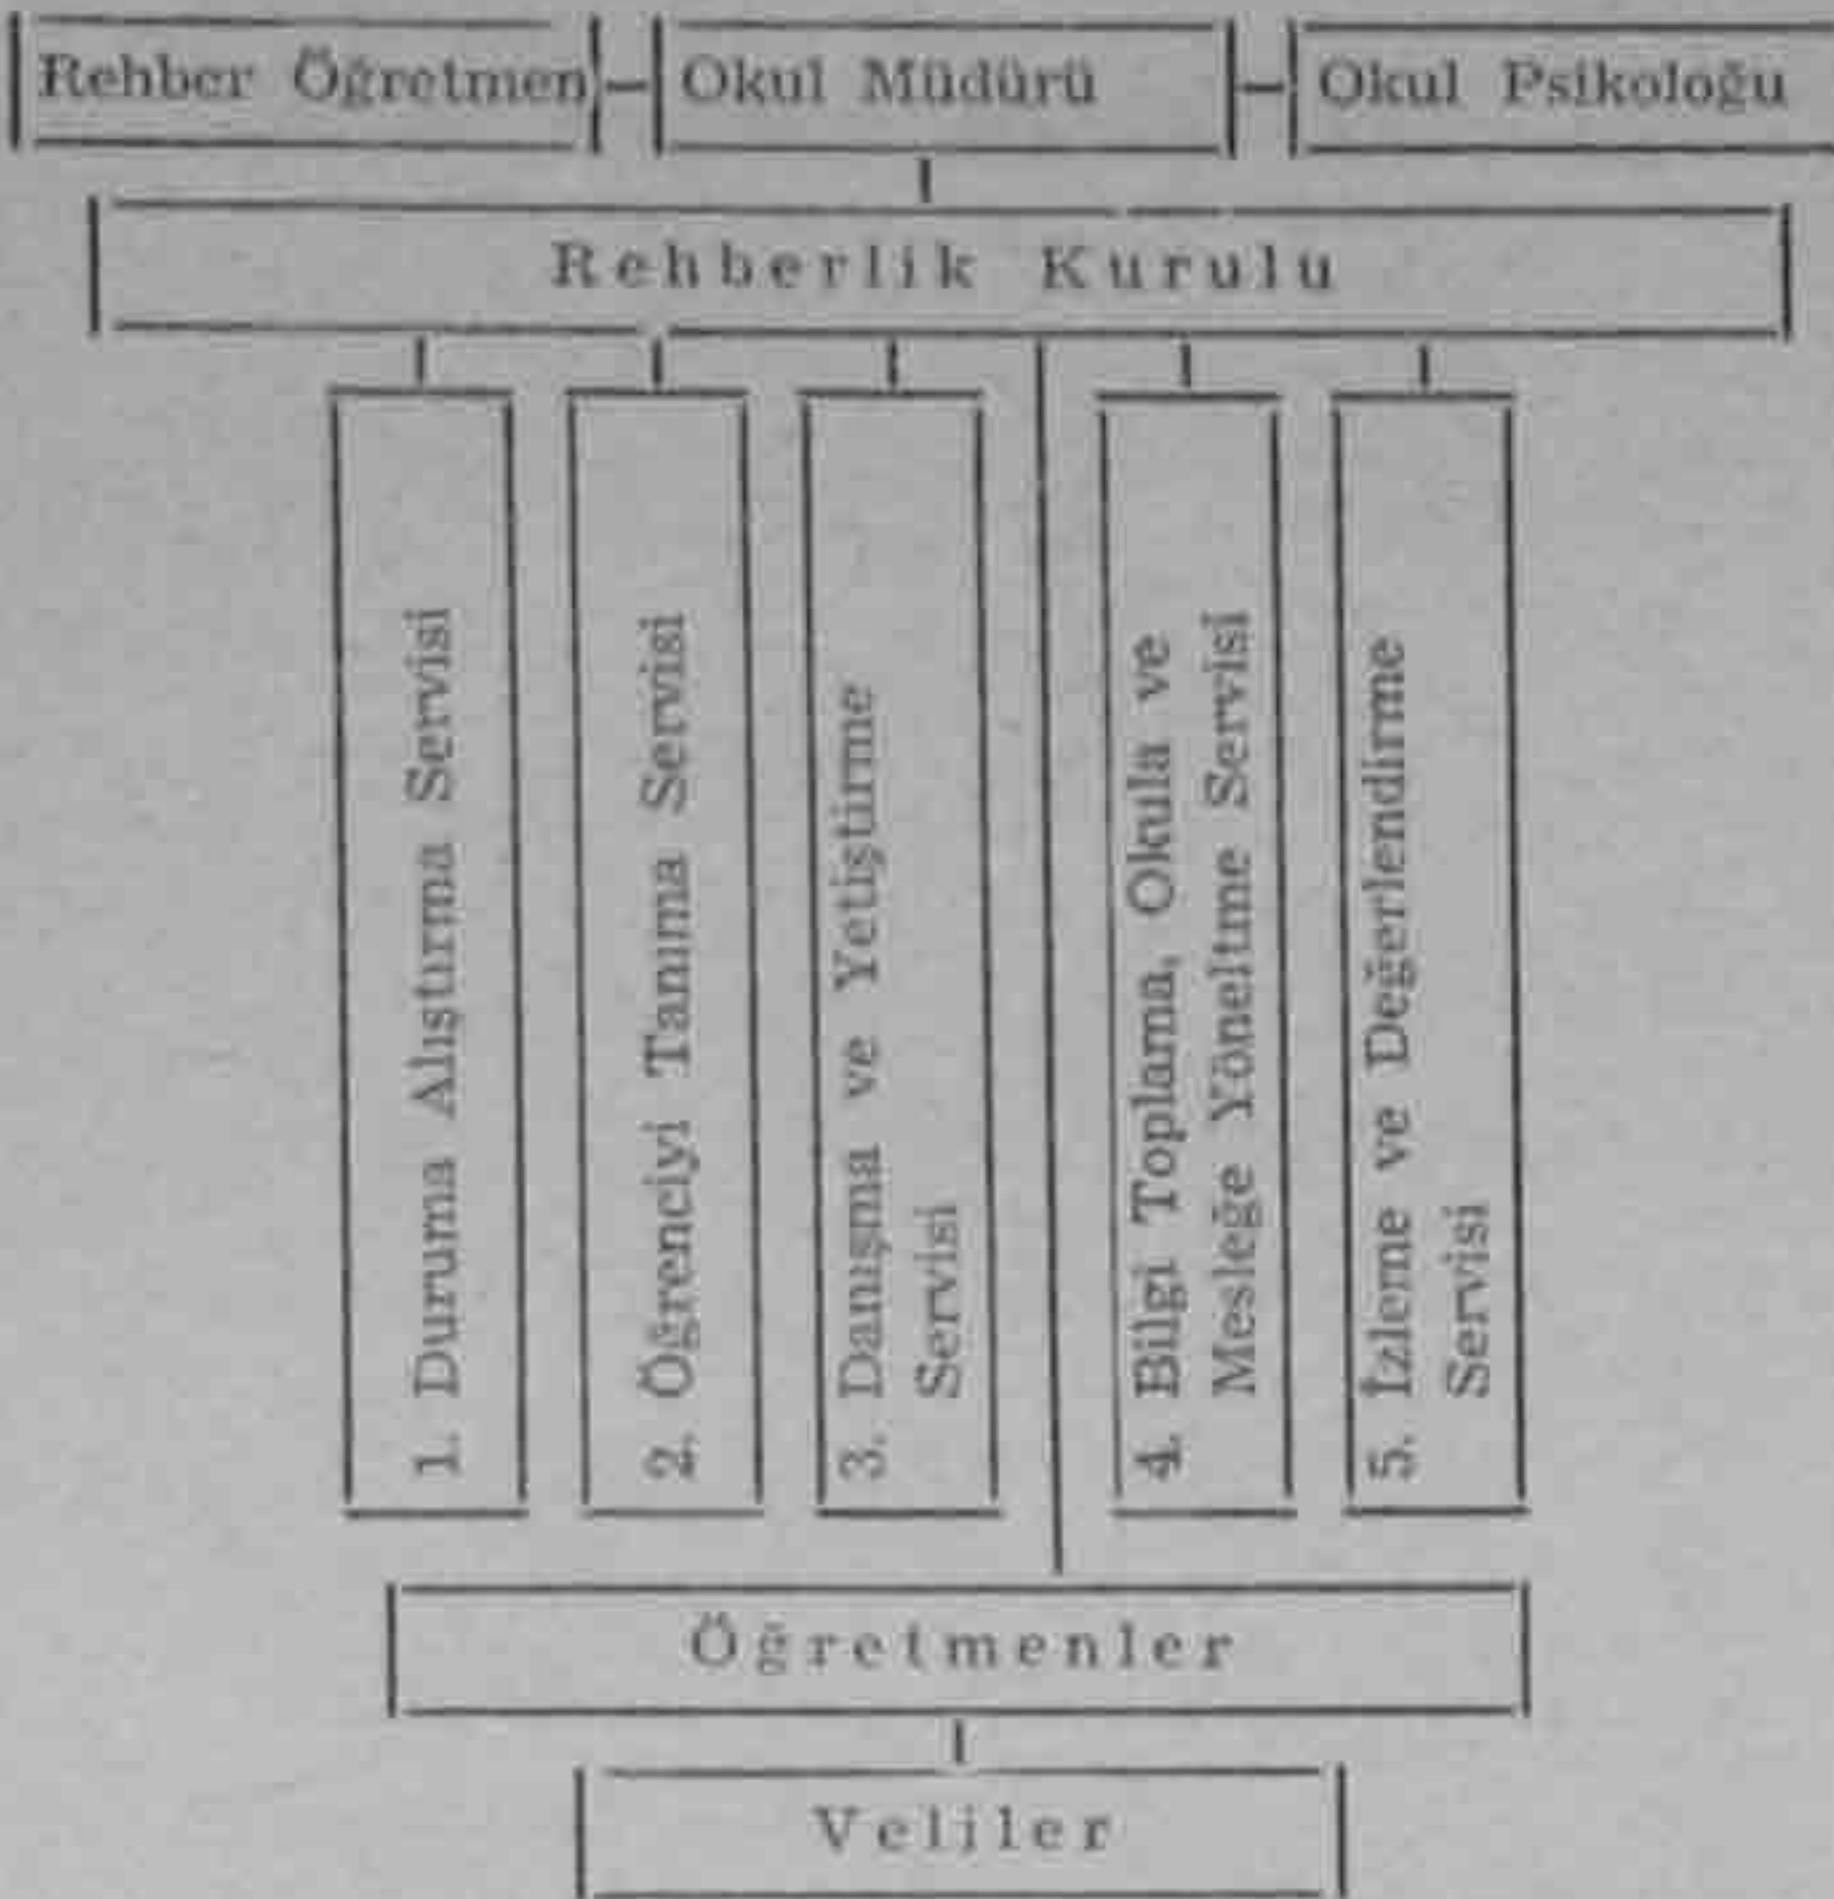 Rehber Öğretmen
Okul Müdürü
Okul Psikoloğu
Rehberlik Kurulu
1. Duruma Alıştırma Servisi
2. Öğrenciyi Tanıma Servisi
3. Danışma ve Yetiştirme
Servisi
4. Bilgi Toplama, Okula ve
Mesleğe Yöneltme Servisi
5. İzleme ve Değerlendirme
Servisi
Öğretmenler
Veliler